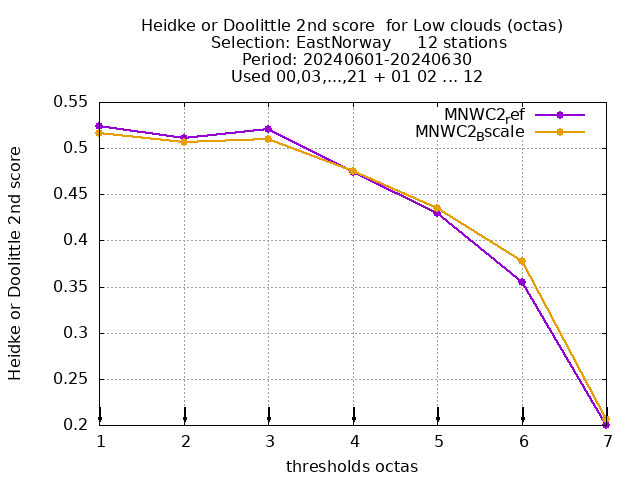 Heidke or Doolittle 2nd score  for Low clouds (octas)
Selection: EastNorway     12 stations
Period: 20240601-20240630
Used 00,03,...,21 + 01 02 ... 12
MNWC2ref
MNWC2Bscale
Heidke or Doolittle 2nd score
0.55
0.5
0.45
0.4
0.35
0.3
0.25
0.2
1 2 3 4 5 6 7
thresholds octas